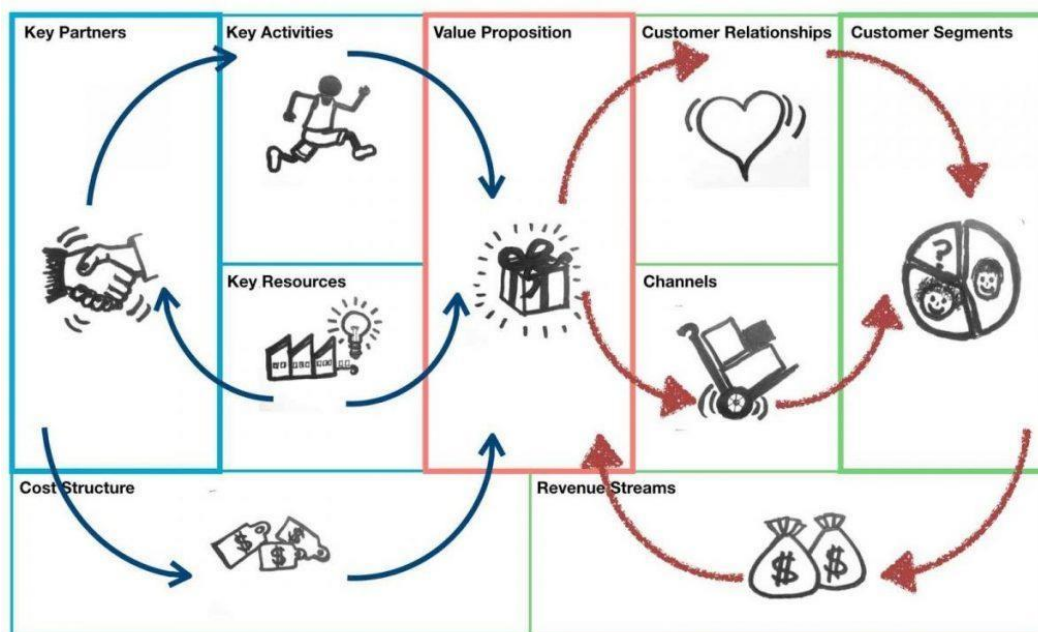 Key Partners
Key Activities
Value Proposition
Customer Relationships
Customer Segments
?
Key Resources
Channels
Cost Structure
Revenue Streams
$
$
$
$
$